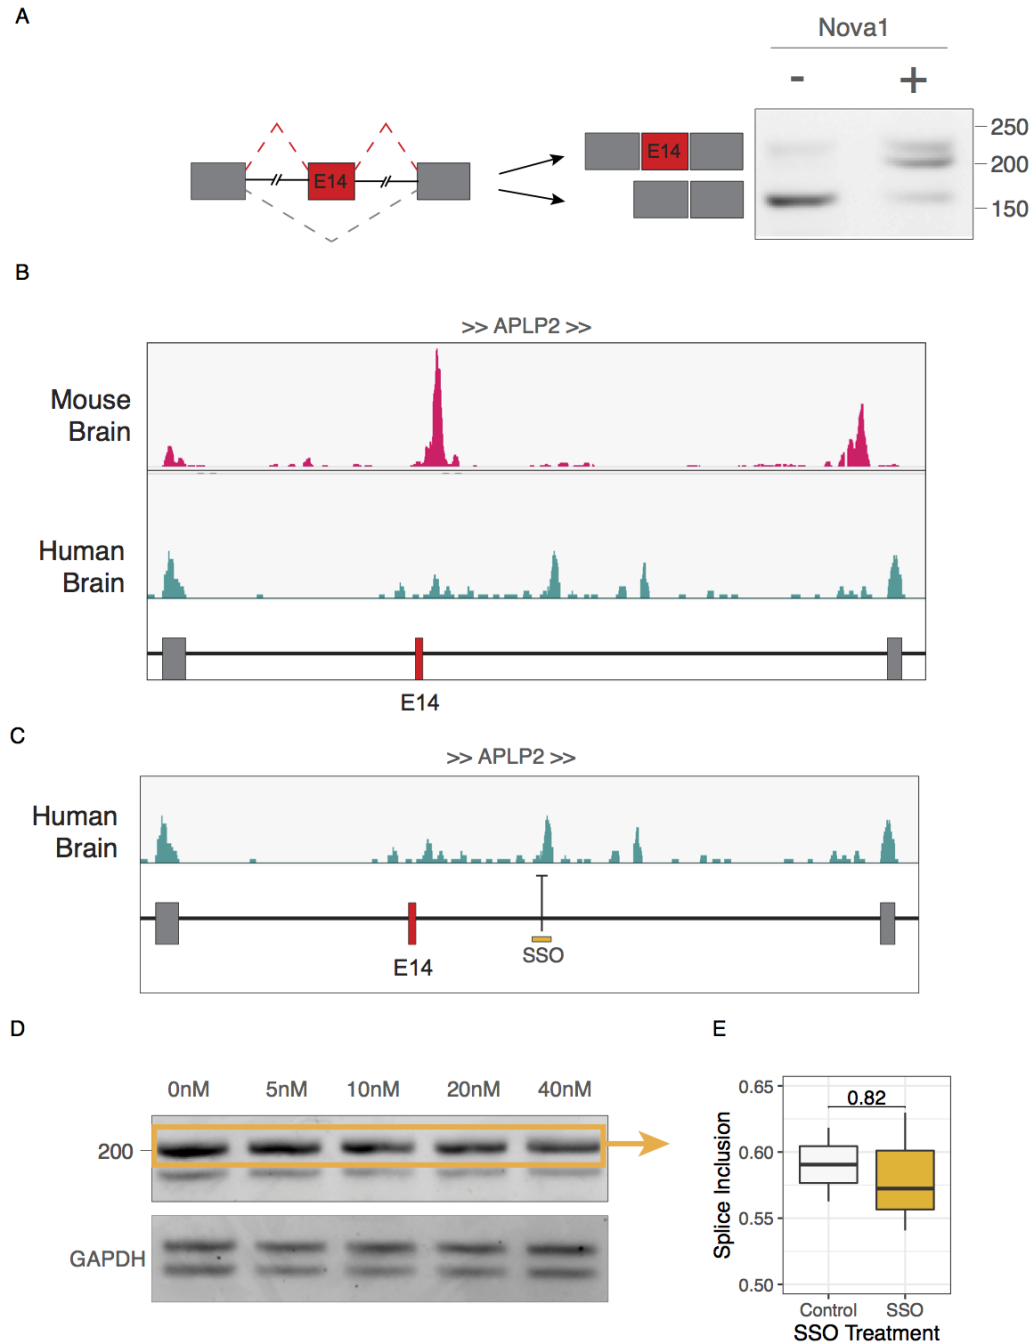 A
Nova1
- +
E14
E14
250
200
150
B
>> APLP2 >>
Mouse
Brain
Human
Brain
E14
C
>> APLP2 >>
Human
Brain
SSO
E14
D
0nM 5nM 10nM 20nM 40nM
200
GAPDH
E
0.65
0.60
0.55
0.50
0.82
Splice Inclusion
Control SSO
SSO Treatment